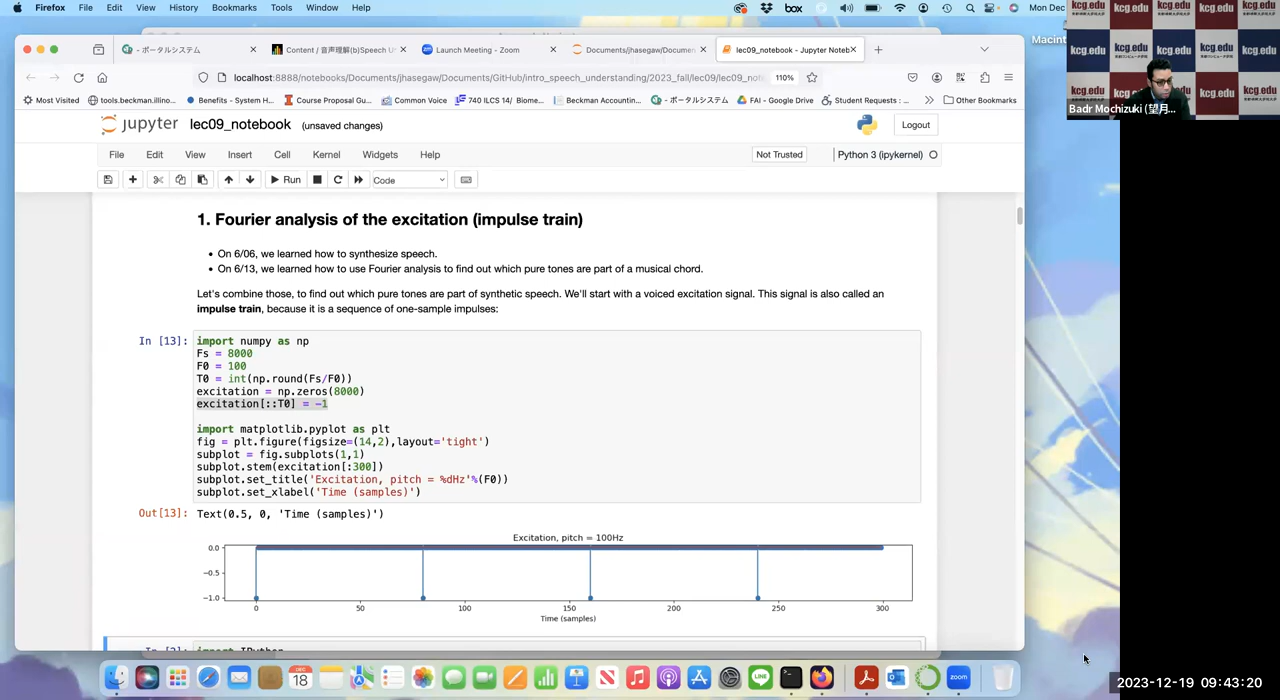 Firefox File Edit View History Bookmarks Tools Window Help
box
Mon Dec
- ポータルシステム
Content / 音声理解(Uni-Tech U
Launch Meeting - Zoom
Documents/jhasegaw/Documen
lec09_notebook - Jupyter Noteb
localhost:8888/notebooks/Documents/jhasegaw/Documents/GitHub/intro_speech_understanding/2023_fall/lec09/lec09_not
110%
Most Visited
tools.beckman.illino...
Benefits - System H...
Course Proposal Gu...
Common Voice
740 ILCS 14/ Biome...
Beckman Accountin...
- ポータルシステム
FAI - Google Drive
Student Requests : ...
Other Bookmarks
jupyter lec09_notebook (unsaved changes)
Logout
File Edit View Insert Cell Kernel Widgets Help
Not Trusted
Python 3 (ipykernel)
Run
Code
1. Fourier analysis of the excitation (impulse train)
• On 6/06, we learned how to synthesize speech.
• On 6/13, we learned how to use Fourier analysis to find out which pure tones are part of a musical chord.
Let's combine those, to find out which pure tones are part of synthetic speech. We'll start with a voiced excitation signal. This signal is also called an
impulse train, because it is a sequence of one-sample impulses:
In [13]: import numpy as np
Fs = 8000
F0 = 100
T0 = int(np.round(Fs/F0))
excitation = np.zeros(8000)
excitation[::T0] = -1
import matplotlib.pyplot as plt
fig = plt.figure(figsize=(14,2),layout='tight')
subplot = fig.subplots(1,1)
subplot.stem(excitation[:300])
subplot.set_title('Excitation, pitch = %dHz'%(F0))
subplot.set_xlabel('Time (samples)')
Out[13]: Text(0.5, 0, 'Time (samples)')
Excitation, pitch = 100Hz
0.0
−0.5
−1.0
0 50 100 150 200 250 300
Time (samples)
Macint
kcg.edu
Badr Mochizuki (望月...
DEC
18
LINE
zoom
2023-12-19 09:43:20